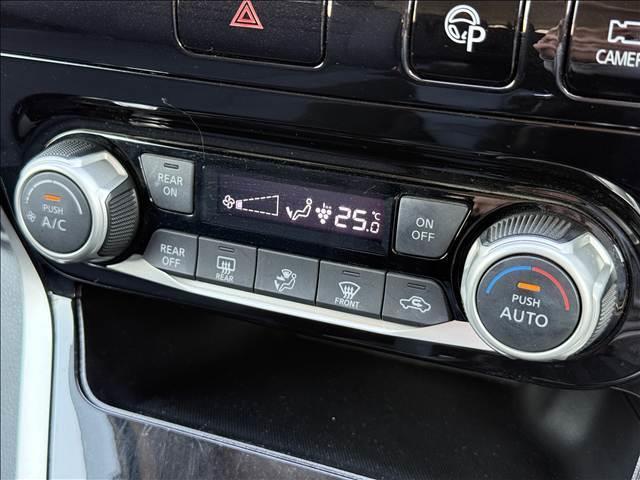 P
CAMER
REAR
ON
25.0 °C
ON
OFF
PUSH
A/C
REAR
OFF
REAR
FRONT
PUSH
AUTO